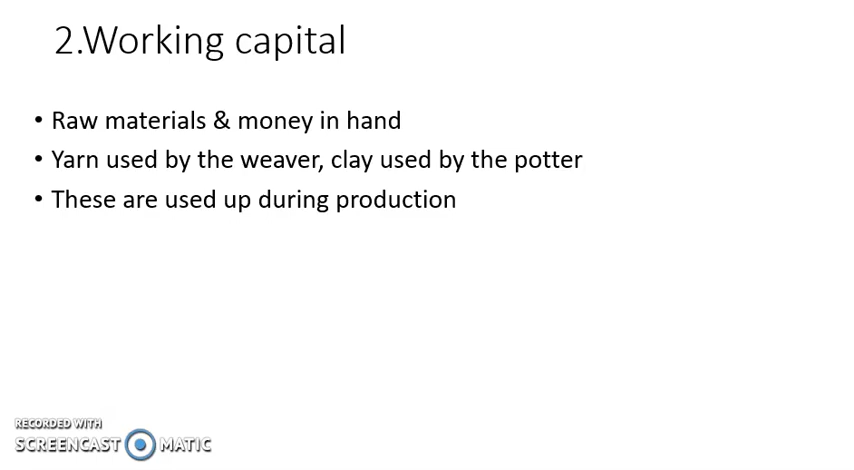 2.Working capital
• Raw materials & money in hand
• Yarn used by the weaver, clay used by the potter
• These are used up during production
RECORDED WITH
SCREENCAST MATIC